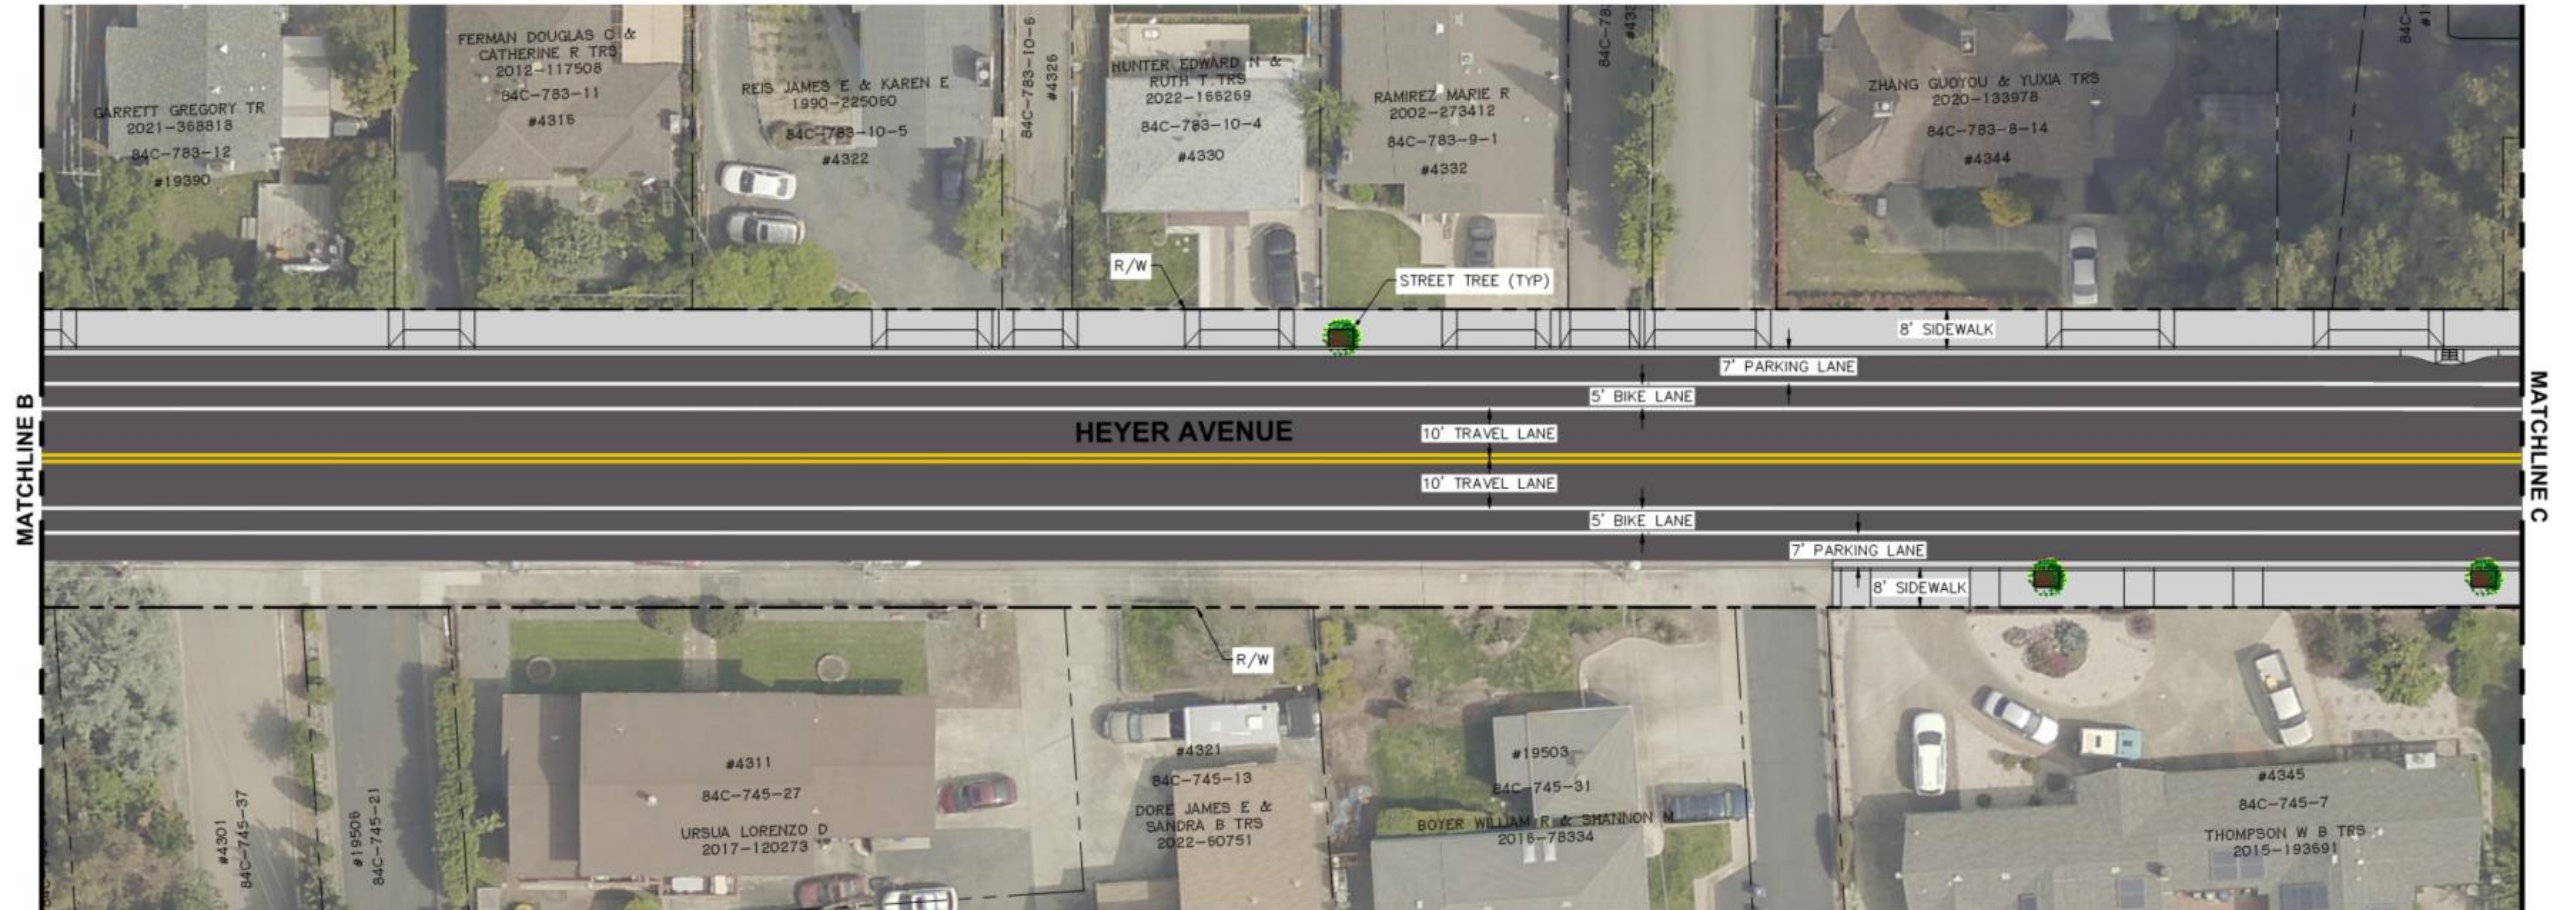 GARRETT GREGORY TR
2021-368818
84C-783-12
#19390
FERMAN DOUGLAS C &
CATHERINE R TRS
2012-117508
84C-783-11
#4316
REIS JAMES E & KAREN E
1990-225060
84C-783-10-5
#4322
84C-783-10-6
#4326
HUNTER EDWARD N &
RUTH T TRS
2022-166269
84C-783-10-4
#4330
RAMIREZ MARIE R
2002-273412
84C-783-9-1
#4332
84C-78
#433
ZHANG GUOYOU & YUXIA TRS
2020-133978
84C-783-8-14
#4344
84C-
R/W
STREET TREE (TYP)
8' SIDEWALK
7' PARKING LANE
5' BIKE LANE
HEYER AVENUE
10' TRAVEL LANE
10' TRAVEL LANE
5' BIKE LANE
7' PARKING LANE
8' SIDEWALK
MATCHLINE B
MATCHLINE C
R/W
#4301
84C-745-37
#19506
84C-745-21
#4311
84C-745-27
URSUA LORENZO D
2017-120273
#4321
84C-745-13
DORE JAMES E &
SANDRA B TRS
2022-60751
#19503
84C-745-31
BOYER WILLIAM R & SHANNON M
2016-78334
#4345
84C-745-7
THOMPSON W B TRS
2015-193691